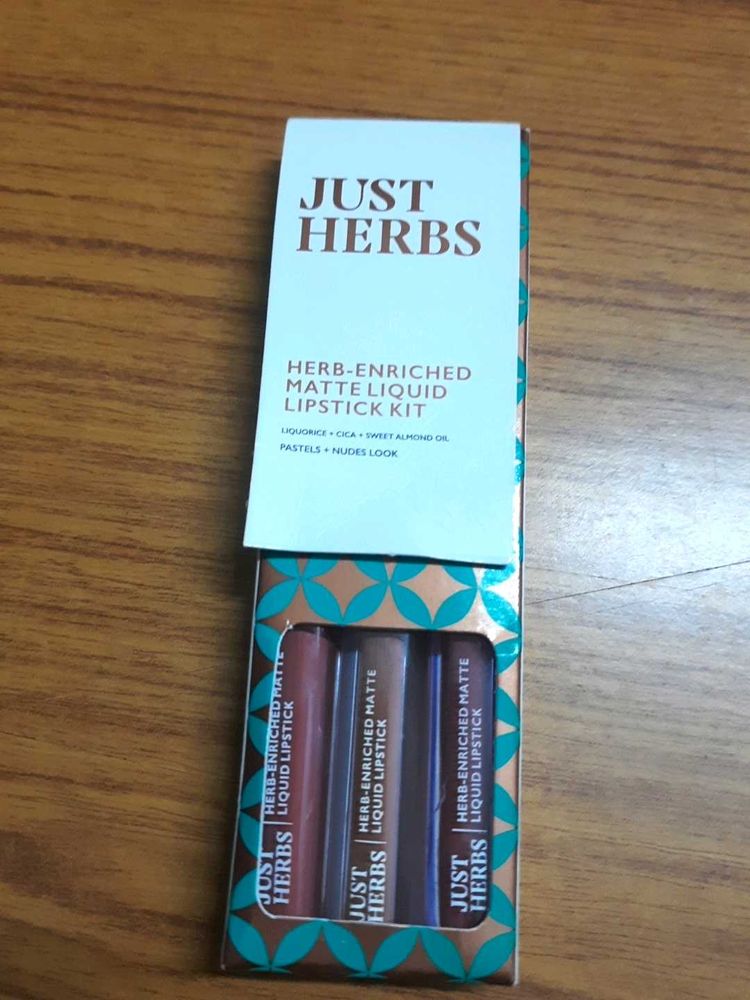 JUST
HERBS
HERB-ENRICHED
MATTE LIQUID
LIPSTICK KIT
LIQUORICE + CICA + SWEET ALMOND OIL
PASTELS + NUDES LOOK
JUST
HERBS
HERB-ENRICHED MATTE
LIQUID LIPSTICK
JUST
HERBS
HERB-ENRICHED MATTE
LIQUID LIPSTICK
JUST
HERBS
HERB-ENRICHED MATTE
LIQUID LIPSTICK